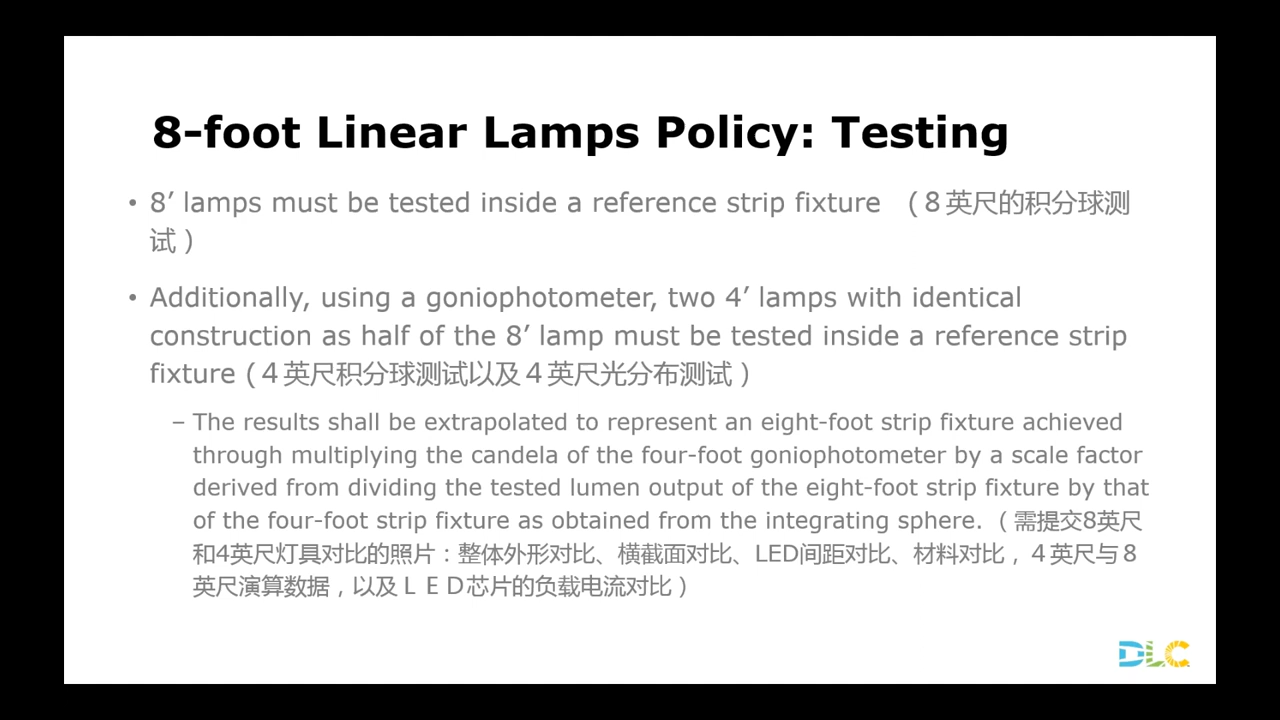 8-foot Linear Lamps Policy: Testing
• 8’ lamps must be tested inside a reference strip fixture （８英尺的积分球测
试）
• Additionally, using a goniophotometer, two 4’ lamps with identical
construction as half of the 8’ lamp must be tested inside a reference strip
fixture (４英尺积分球测试以及４英尺光分布测试）
– The results shall be extrapolated to represent an eight-foot strip fixture achieved
through multiplying the candela of the four-foot goniophotometer by a scale factor
derived from dividing the tested lumen output of the eight-foot strip fixture by that
of the four-foot strip fixture as obtained from the integrating sphere. （需提交8英尺
和4英尺灯具对比的照片：整体外形对比、横截面对比、LED间距对比、材料对比，４英尺与８
英尺演算数据，以及ＬＥＤ芯片的负载电流对比）
DLC